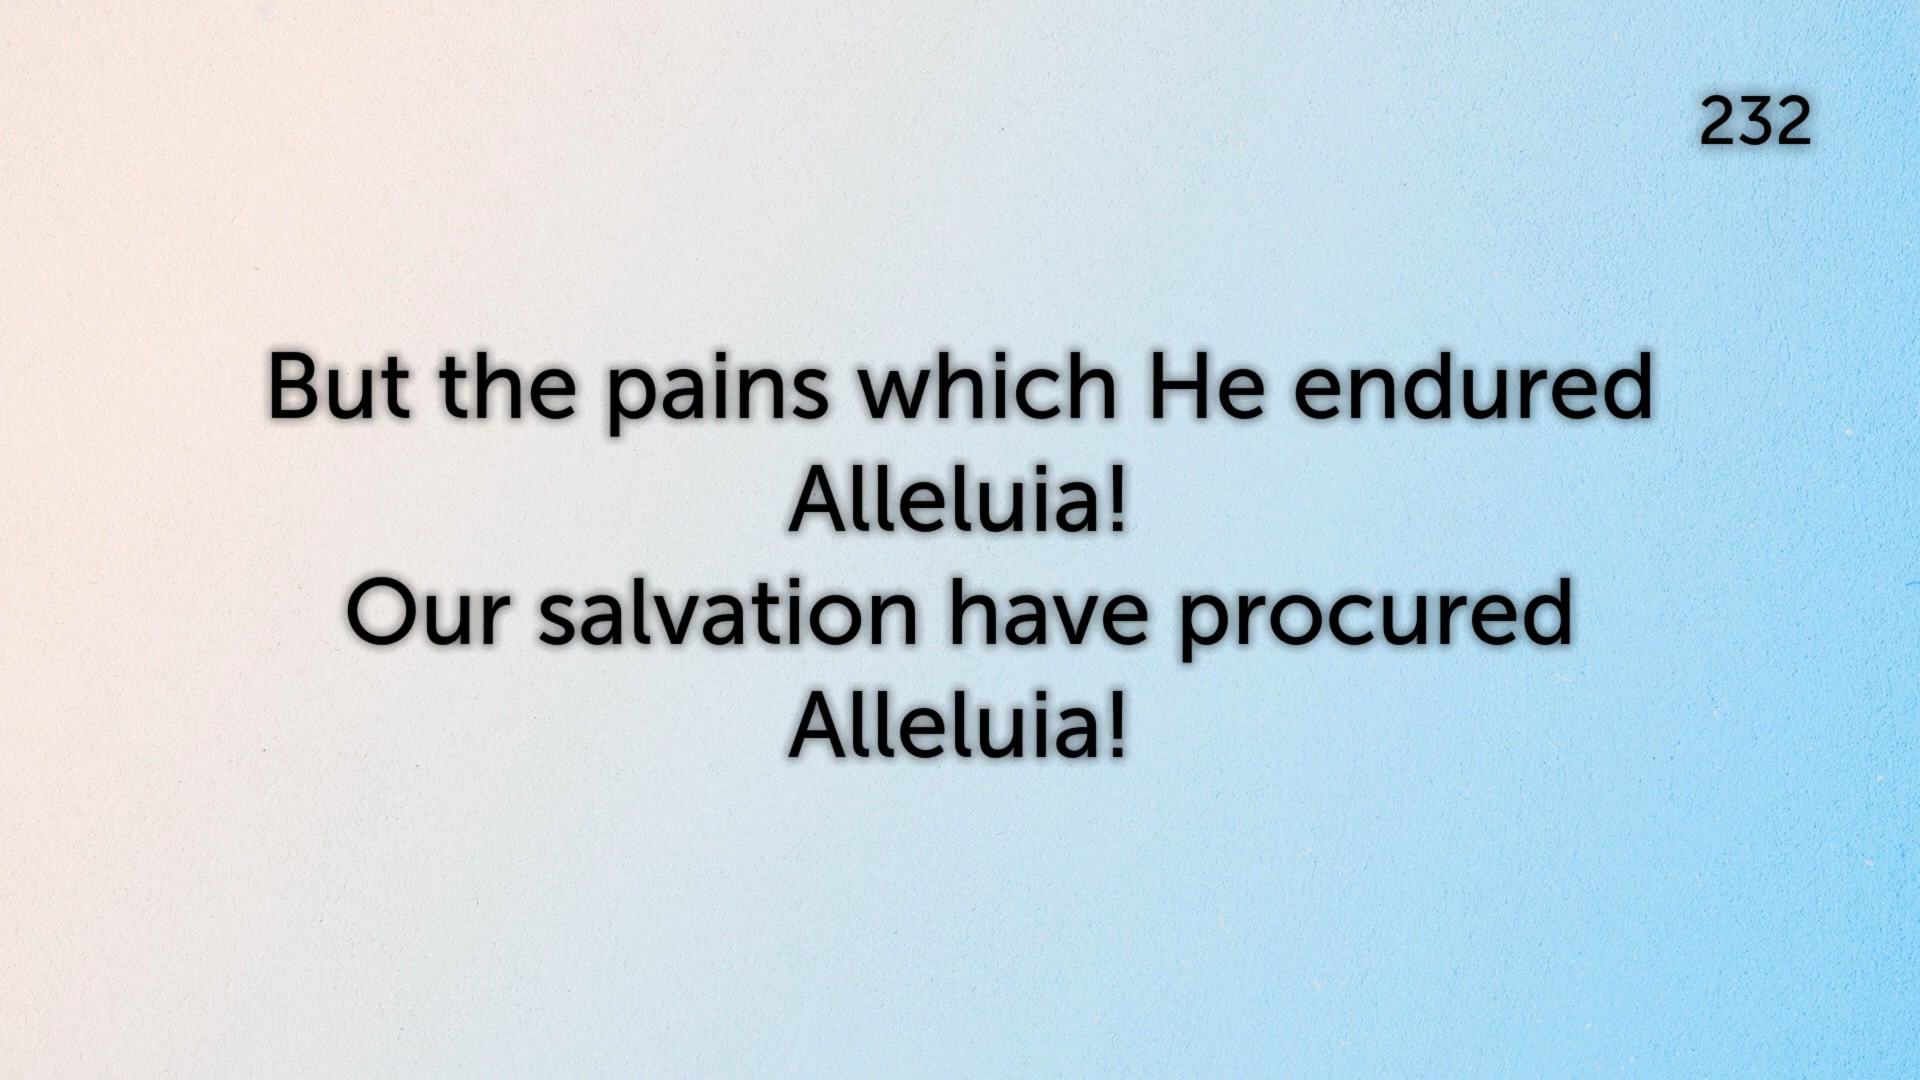 232
But the pains which He endured
Alleluia!
Our salvation have procured
Alleluia!